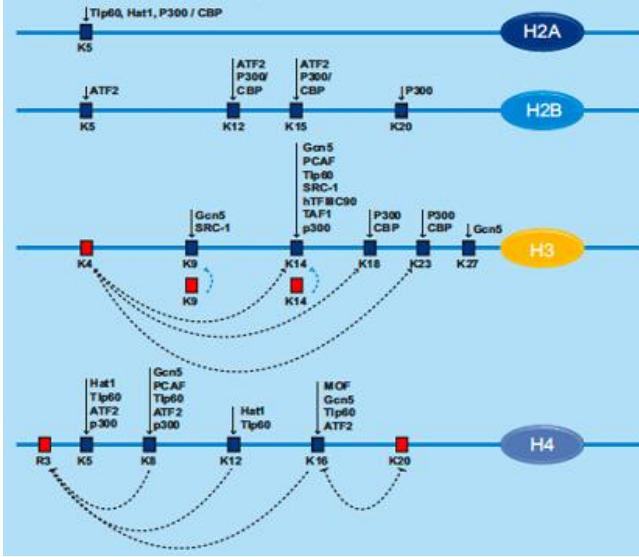 Tip60, Hat1, P300 / CBP
H2A
K5
ATF2
ATF2
P300/
CBP
ATF2
P300/
CBP
P300
H2B
K5
K12
K15
K20
Gcn5
PCAF
Tip60
SRC-1
hTFIIIC90
TAF1
p300
Gcn5
SRC-1
P300
CBP
P300
CBP
Gcn5
H3
K4
K9
K14
K18
K23
K27
K9
K14
Hat1
Tip60
ATF2
p300
Gcn5
PCAF
Tip60
ATF2
p300
Hat1
Tip60
MOF
Gcn5
Tip60
ATF2
H4
R3
K5
K8
K12
K16
K20